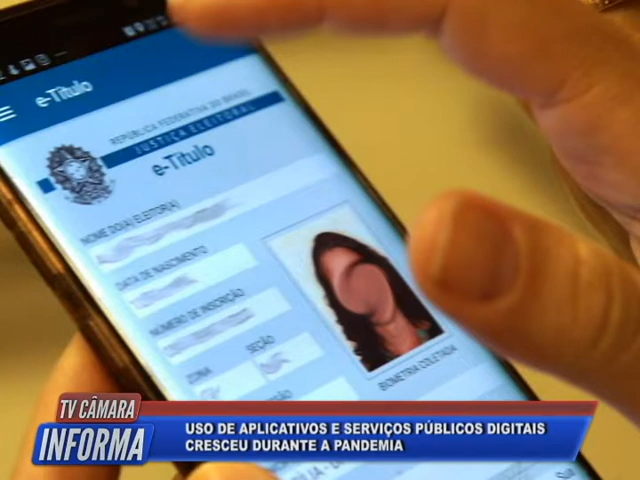 e-Título
REPÚBLICA FEDERATIVA DO BRASIL
JUSTIÇA ELEITORAL
e-Título
NOME DO(A) ELEITOR(A)
DATA DE NASCIMENTO
NÚMERO DE INSCRIÇÃO
ZONA SEÇÃO
BIOMETRIA COLETADA
TV CÂMARA
INFORMA
USO DE APLICATIVOS E SERVIÇOS PÚBLICOS DIGITAIS
CRESCEU DURANTE A PANDEMIA